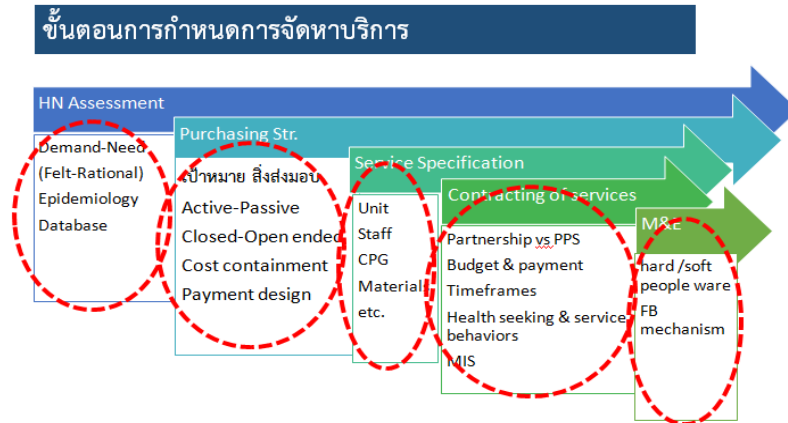 ขั้นตอนการกำหนดการจัดหาบริการ
HN Assessment
Demand-Need
(Felt-Rational)
Epidemiology
Database
Purchasing Str.
เป้าหมาย สิ่งส่งมอบ
Active-Passive
Closed-Open ended
Cost containment
Payment design
Service Specification
Unit
Staff
CPG
Material
etc.
Contracting of services
Partnership vs PPS
Budget & payment
Timeframes
Health seeking & service
behaviors
MIS
M&E
hard /soft
people ware
FB
mechanism